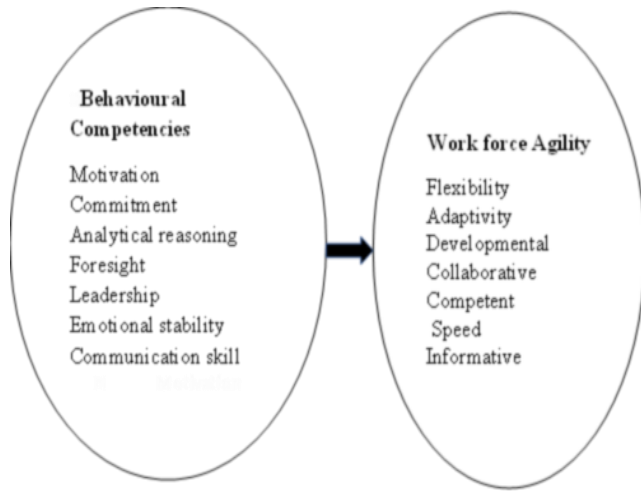 Behavioural
Competencies
Motivation
Commitment
Analytical reasoning
Foresight
Leadership
Emotional stability
Communication skill
Work force Agility
Flexibility
Adaptivity
Developmental
Collaborative
Competent
Speed
Informative